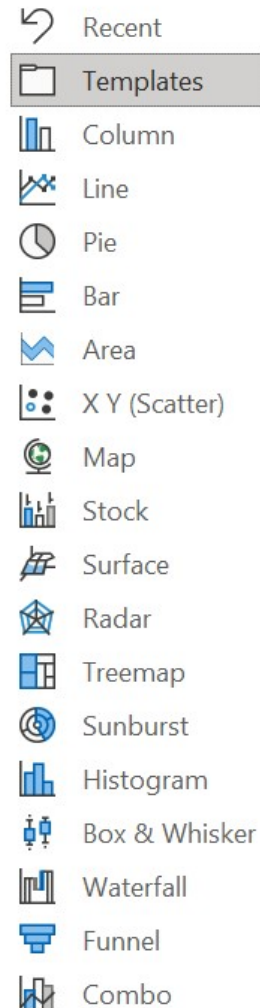 Recent
Templates
Column
Line
Pie
Bar
Area
X Y (Scatter)
Map
Stock
Surface
Radar
Treemap
Sunburst
Histogram
Box & Whisker
Waterfall
Funnel
Combo